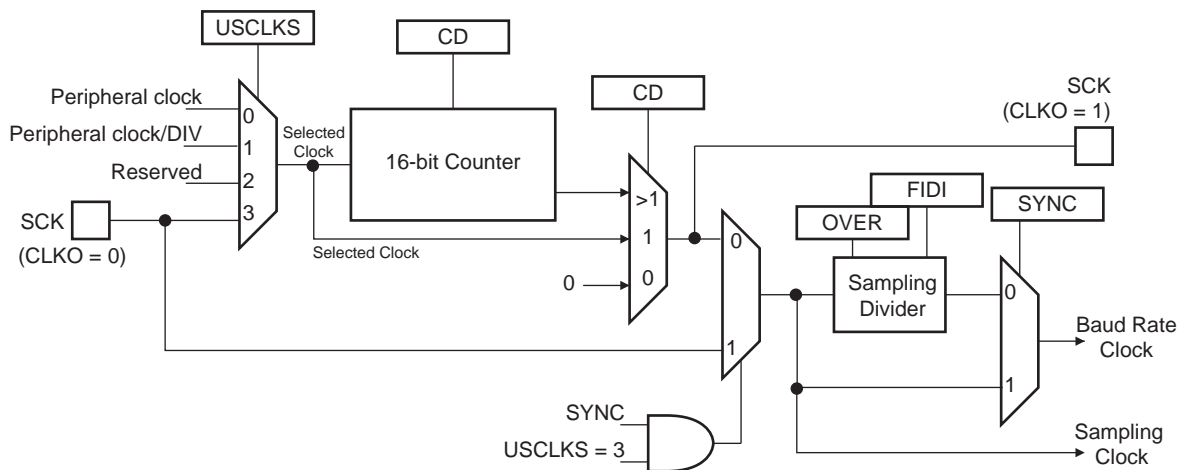 USCLKS
CD
CD
SCK
(CLKO = 1)
Peripheral clock
Peripheral clock/DIV
Reserved
SCK
(CLKO = 0)
0
1
2
3
Selected
Clock
16-bit Counter
Selected Clock
0
>1
1
0
0
1
FIDI
OVER
SYNC
Sampling
Divider
0
1
Baud Rate
Clock
SYNC
USCLKS = 3
Sampling
Clock